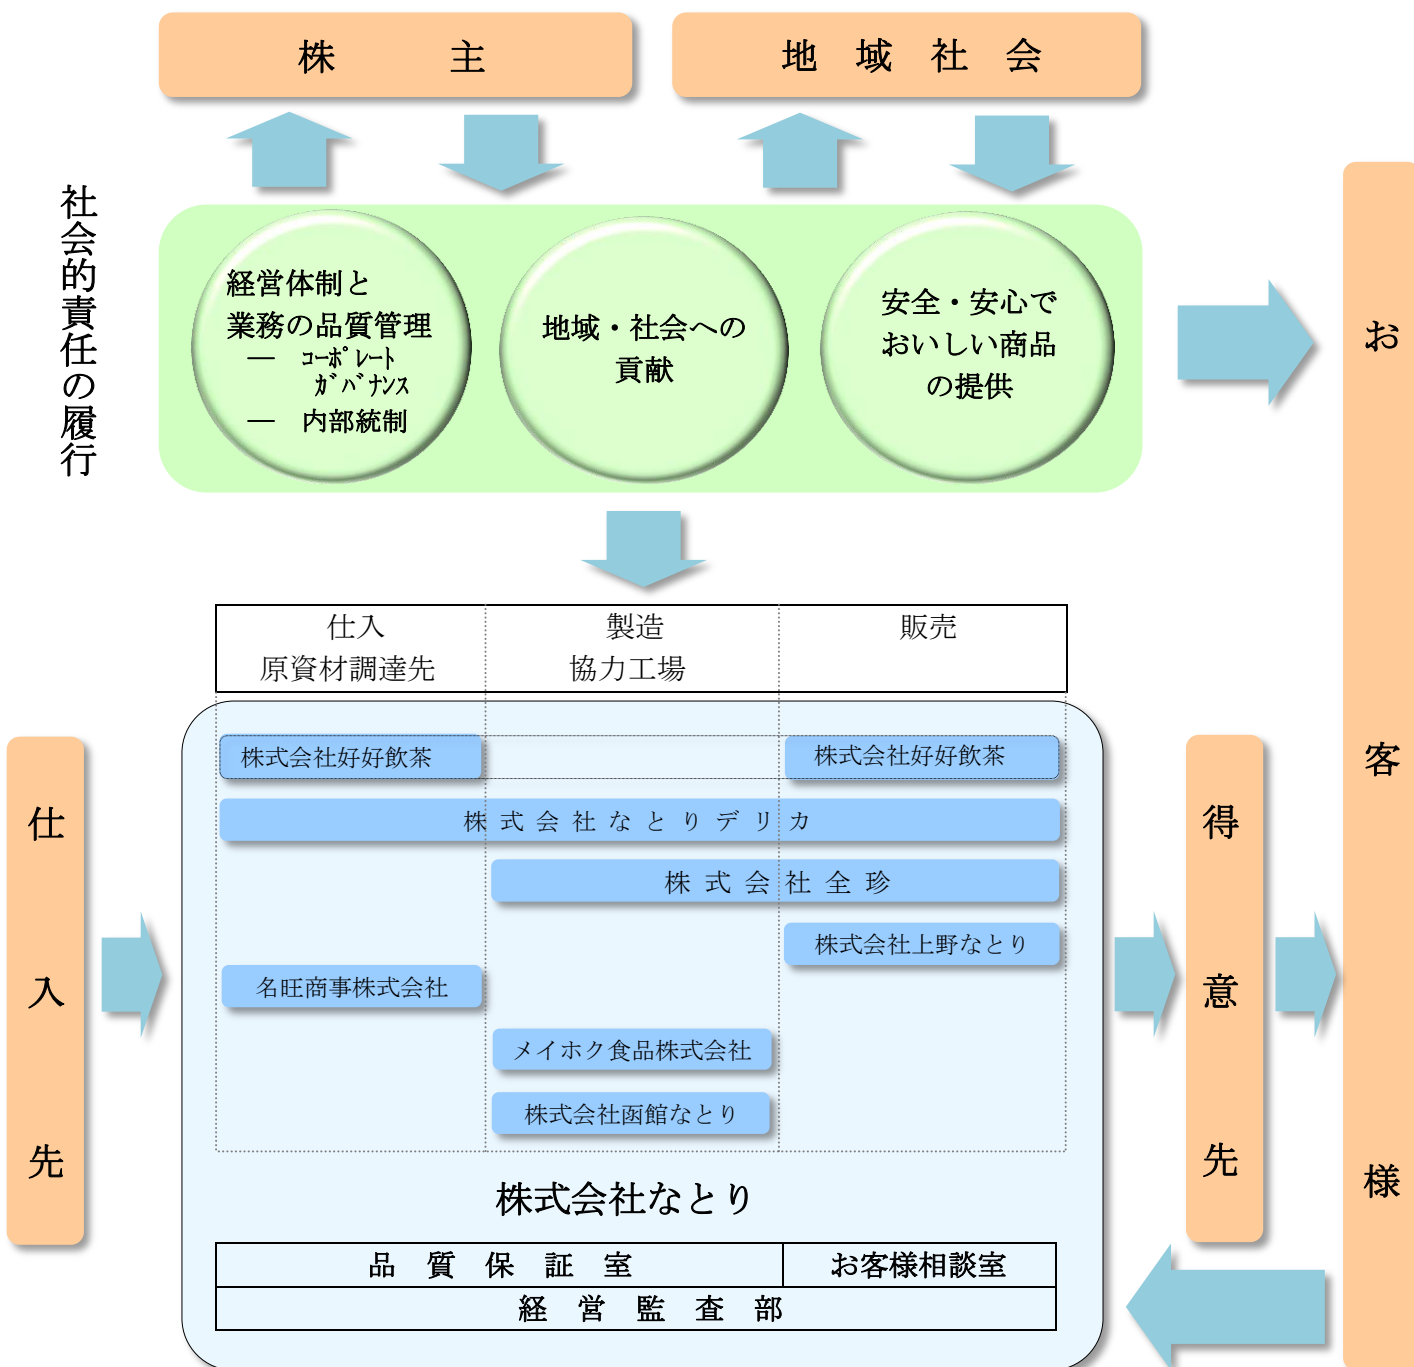 株主
地域社会
社会的責任の履行
経営体制と
業務の品質管理
― コーポレート
ガバナンス
― 内部統制
地域・社会への
貢献
安全・安心で
おいしい商品
の提供
お客様
仕入
原資材調達先
製造
協力工場
販売
仕入先
株式会社好好飲茶
株式会社好好飲茶
株式会社なとりデリカ
株式会社全珍
株式会社上野なとり
名旺商事株式会社
メイホク食品株式会社
株式会社函館なとり
得意先
株式会社なとり
品質保証室
お客様相談室
経営監査部